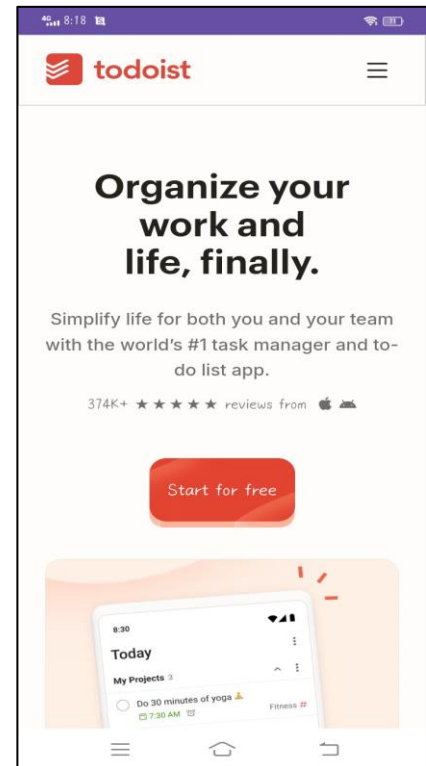 4G 8:18
todoist
Organize your
work and
life, finally.
Simplify life for both you and your team
with the world's #1 task manager and to-
do list app.
374K+ ★★★★★ reviews from
Start for free
8:30
Today
My Projects 3
Do 30 minutes of yoga 🧘
7:30 AM
Fitness #